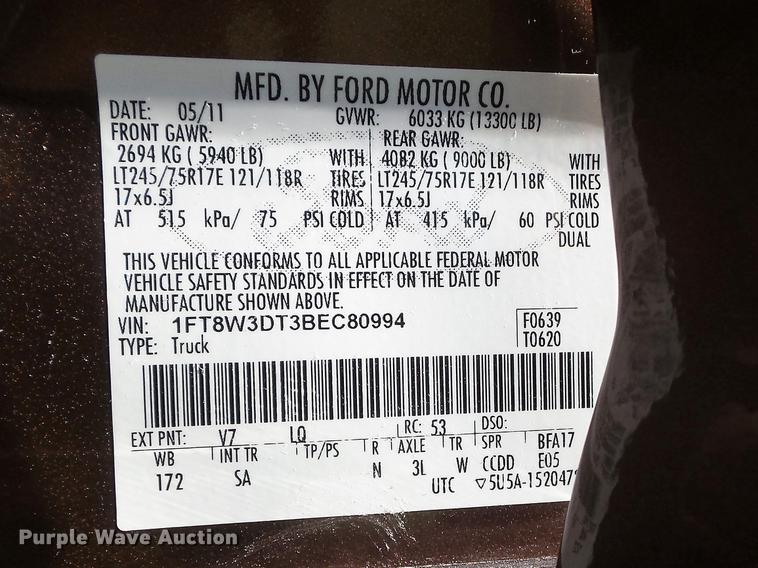 MFD. BY FORD MOTOR CO.
DATE: 05/11 GVWR: 6033 KG (13300 LB)
FRONT GAWR: REAR GAWR:
2694 KG ( 5940 LB) WITH 4082 KG ( 9000 LB) WITH
LT245/75R17E 121/118R TIRES LT245/75R17E 121/118R TIRES
17x6.5J RIMS 17x6.5J RIMS
AT 515 kPa/ 75 PSI COLD AT 415 kPa/ 60 PSI COLD
DUAL
THIS VEHICLE CONFORMS TO ALL APPLICABLE FEDERAL MOTOR
VEHICLE SAFETY STANDARDS IN EFFECT ON THE DATE OF
MANUFACTURE SHOWN ABOVE.
VIN: 1FT8W3DT3BEC80994 F0639
TYPE: Truck T0620
EXT PNT: V7 LQ RC: 53 DSO:
WB INT TR TP/PS R AXLE TR SPR BFA17
172 SA N 3L W CCDD E05
UTC ▽5U5A-152047
Purple Wave Auction